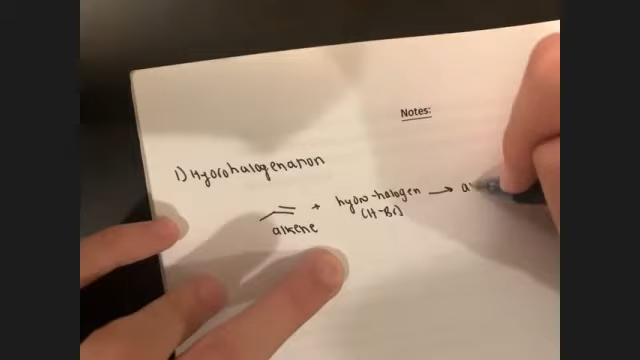 Notes:
1) Hydrohalogenation
+ hydro-halogen → a
(H-Br)
alkene